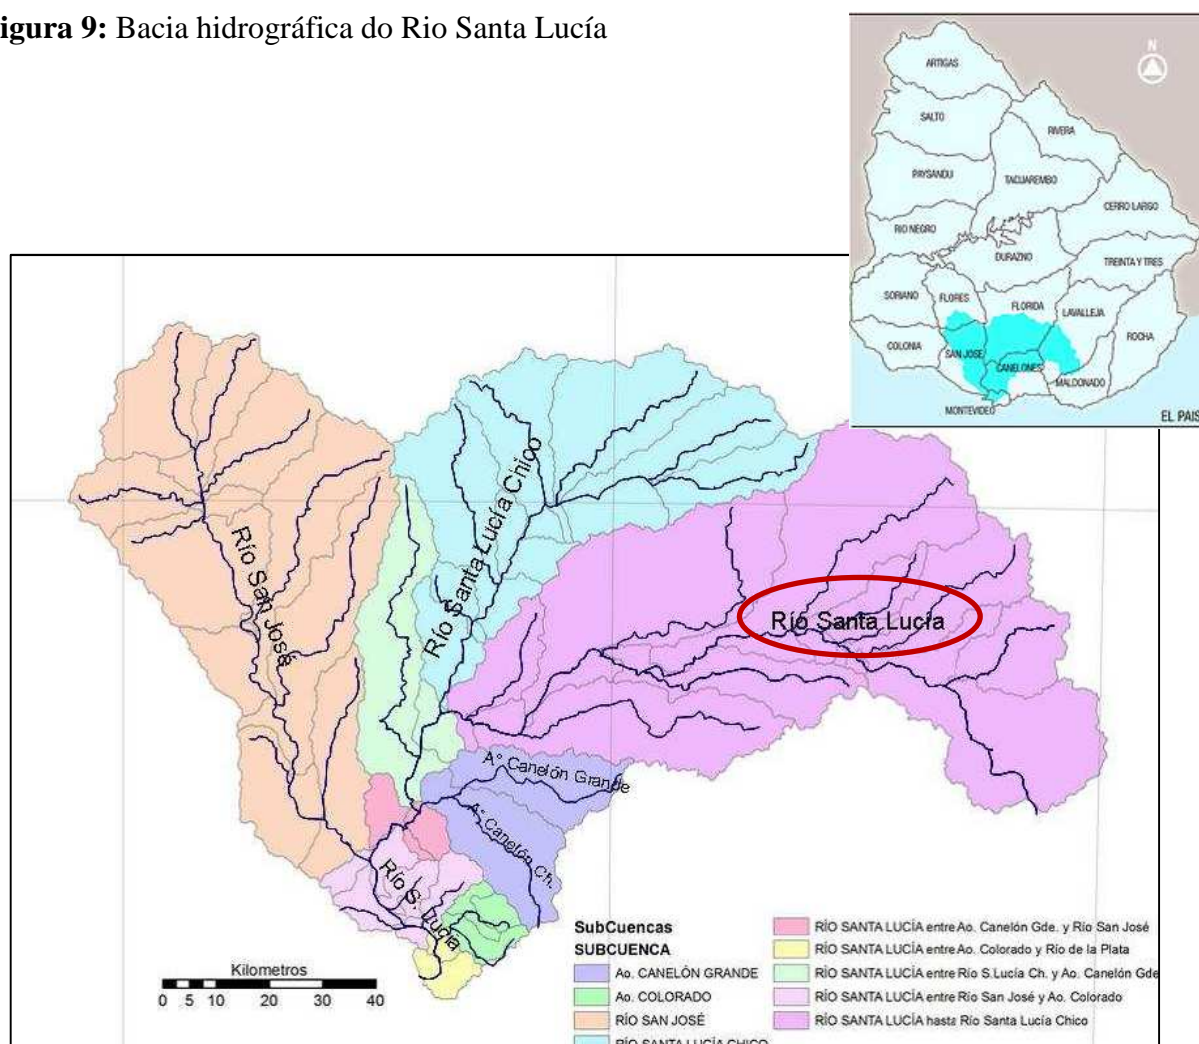 igura 9: Bacia hidrográfica do Rio Santa Lucía
N
ARTIGAS
SALTO
RIVERA
PAYSANDU
TACUAREMBO
CERRO LARGO
RIO NEGRO
DURAZNO
TREINTA Y TRES
SORIANO
FLORES
FLORIDA
LAVALLEJA
ROCHA
COLONIA
SAN JOSE
CANELONES
MALDONADO
MONTEVIDEO
EL PAIS
Río San José
Río Santa Lucía Chico
Río Santa Lucía
A° Canelón Grande
A° Canelón Ch.
Río S. Lucía
Kilometros
0 5 10 20 30 40
SubCuencas
SUBCUENCA
Ao. CANELÓN GRANDE
Ao. COLORADO
RÍO SAN JOSÉ
RÍO SANTA LUCÍA CHICO
RÍO SANTA LUCÍA entre Ao. Canelón Gde. y Río San José
RÍO SANTA LUCÍA entre Ao. Colorado y Río de la Plata
RÍO SANTA LUCÍA entre Río S.Lucía Ch. y Ao. Canelón Gde
RÍO SANTA LUCÍA entre Río San José y Ao. Colorado
RÍO SANTA LUCÍA hasta Río Santa Lucía Chico